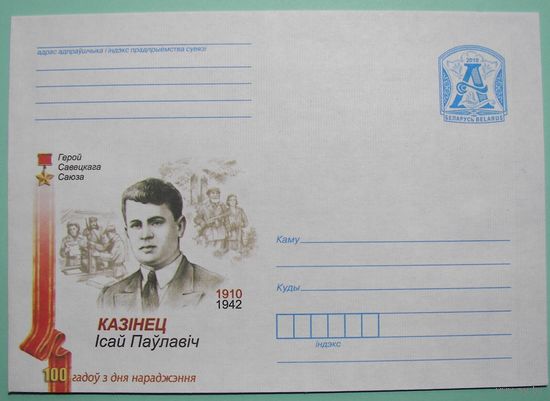 адрас адпраўшчыка і індэкс прадпрыемства сувязі
2010
А
БЕЛАРУСЬ BELARUS
Герой
Савецкага
Саюза
1910
1942
КАЗІНЕЦ
Ісай Паўлавіч
100 гадоў з дня нараджэння
Каму
Куды
індэкс